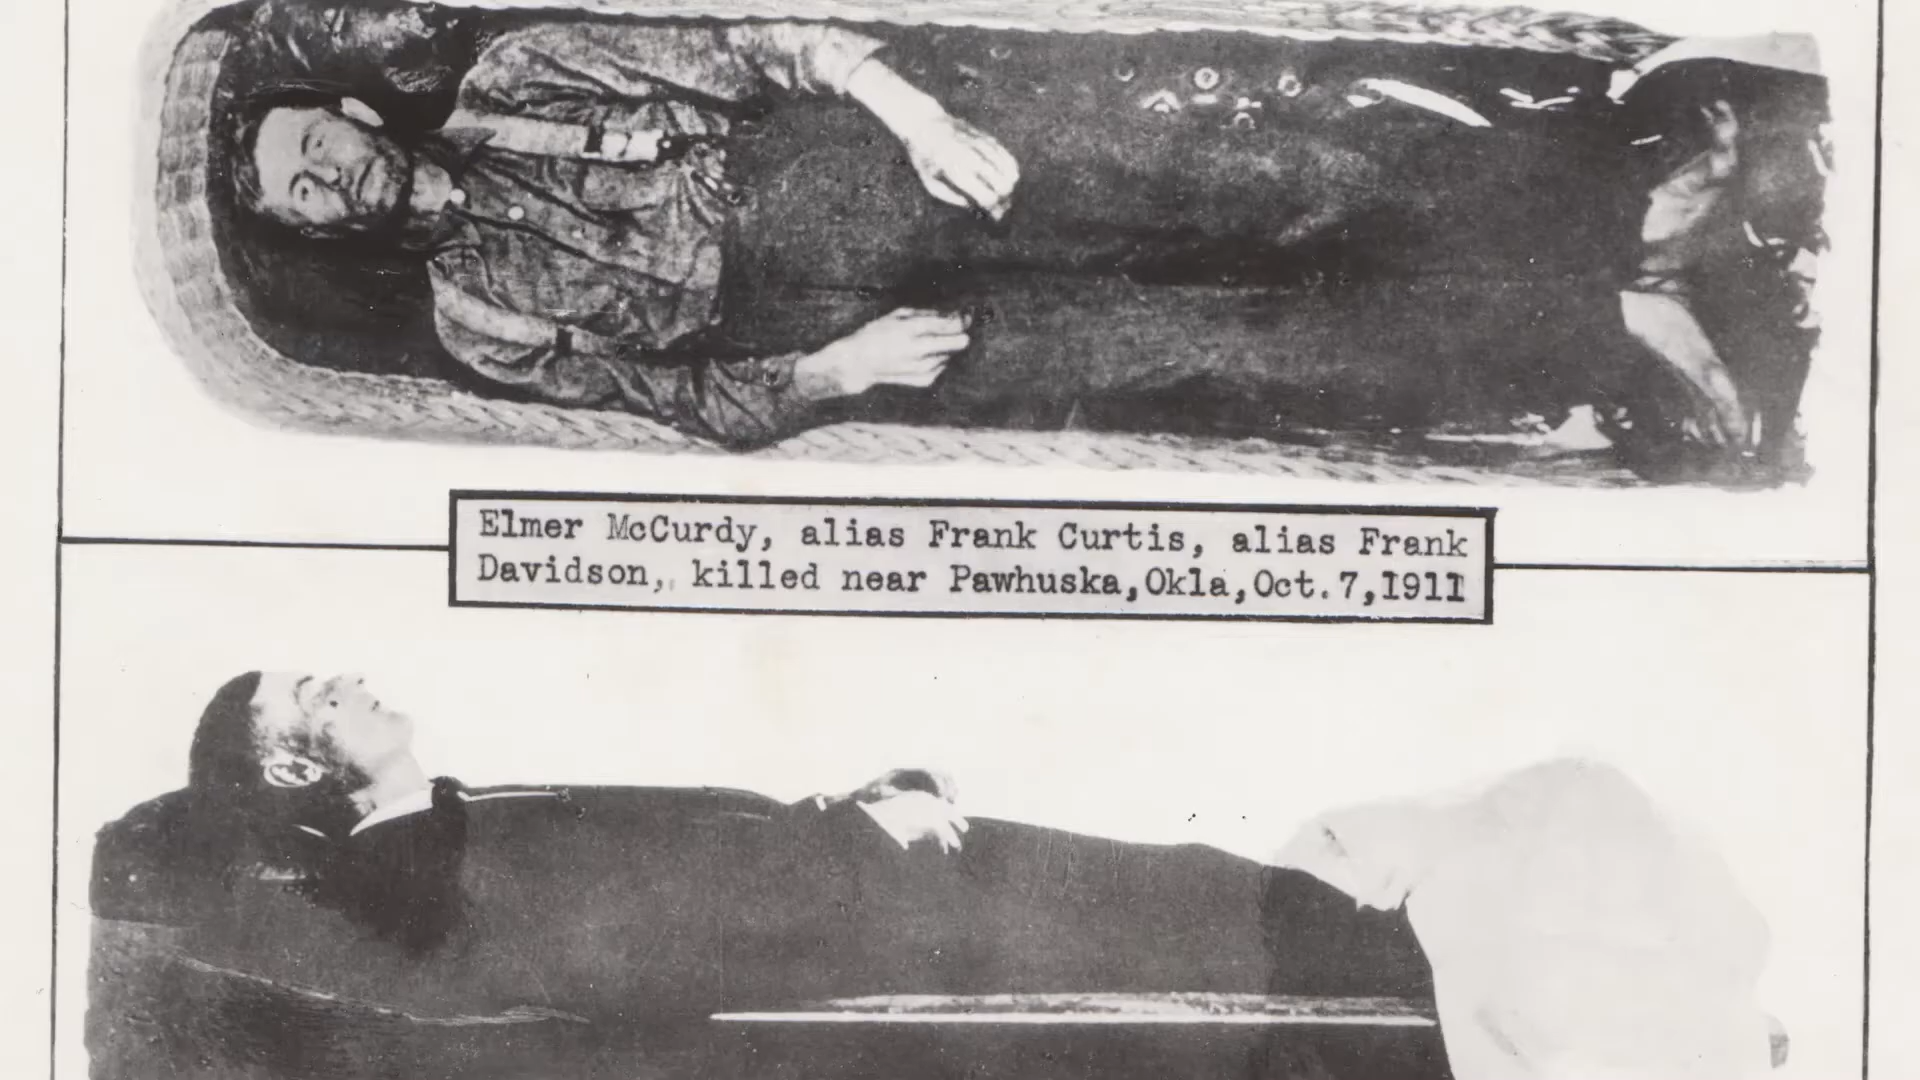 Elmer McCurdy, alias Frank Curtis, alias Frank
Davidson, killed near Pawhuska,Okla,Oct.7,1911